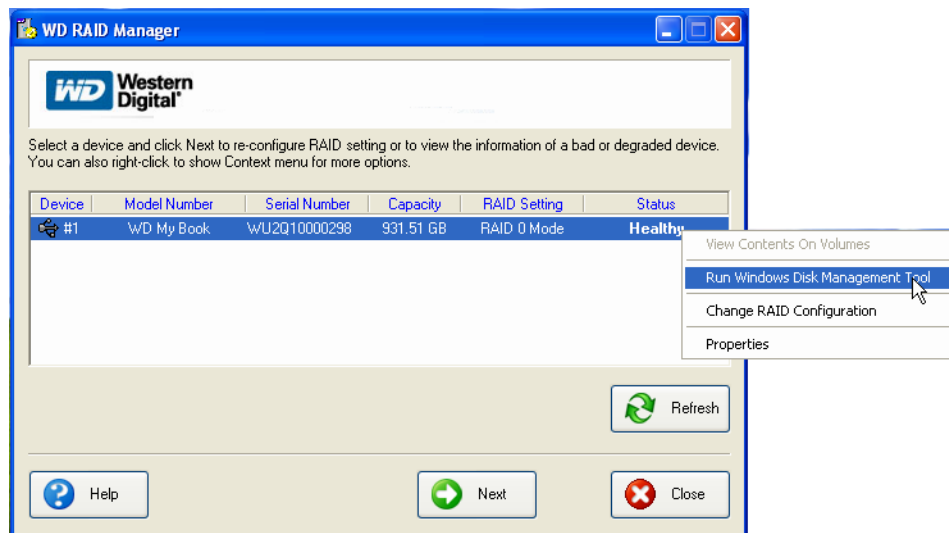 WD RAID Manager
WD Western
Digital
Select a device and click Next to re-configure RAID setting or to view the information of a bad or degraded device.
You can also right-click to show Context menu for more options.
Device Model Number Serial Number Capacity RAID Setting Status
#1 WD My Book WU2Q10000298 931.51 GB RAID 0 Mode Healthy
View Contents On Volumes
Run Windows Disk Management Tool
Change RAID Configuration
Properties
Refresh
Help Next Close